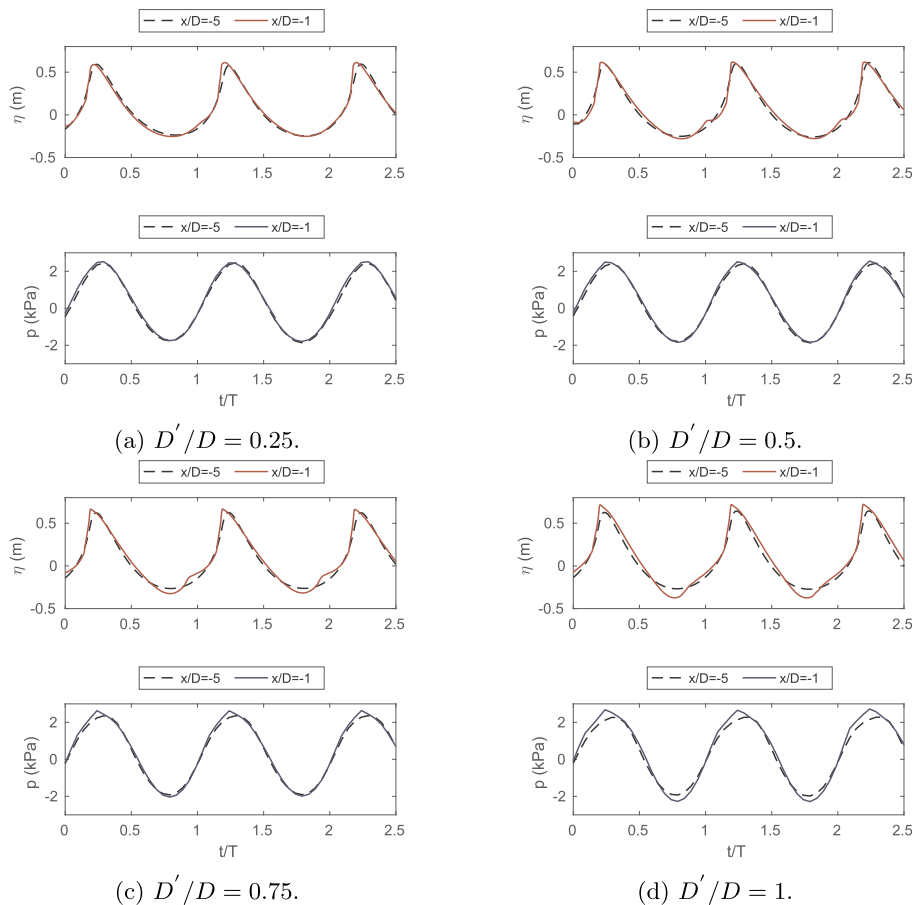 x/D=-5 x/D=-1 x/D=-5 x/D=-1
0.5 0.5
η (m) 0 η (m) 0
-0.5 -0.5
0 0.5 1 1.5 2 2.5 0 0.5 1 1.5 2 2.5
x/D=-5 x/D=-1 x/D=-5 x/D=-1
2 2
p (kPa) 0 p (kPa) 0
-2 -2
0 0.5 1 1.5 2 2.5 0 0.5 1 1.5 2 2.5
t/T t/T
(a) D′/D = 0.25. (b) D′/D = 0.5.
x/D=-5 x/D=-1 x/D=-5 x/D=-1
0.5 0.5
η (m) 0 η (m) 0
-0.5 -0.5
0 0.5 1 1.5 2 2.5 0 0.5 1 1.5 2 2.5
x/D=-5 x/D=-1 x/D=-5 x/D=-1
2 2
p (kPa) 0 p (kPa) 0
-2 -2
0 0.5 1 1.5 2 2.5 0 0.5 1 1.5 2 2.5
t/T t/T
(c) D′/D = 0.75. (d) D′/D = 1.